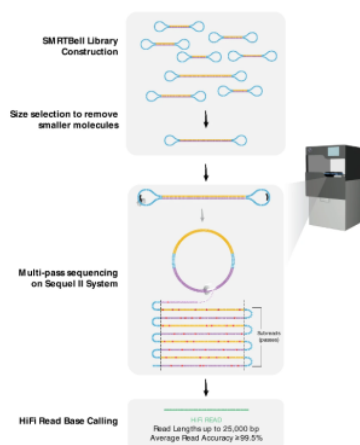 SMRTBell Library
Construction
Size selection to remove
smaller molecules
Multi-pass sequencing
on Sequel II System
Subreads
(passes)
HiFi Read Base Calling
HiFi READ
Read Lengths up to 25,000 bp
Average Read Accuracy ≥99.5%